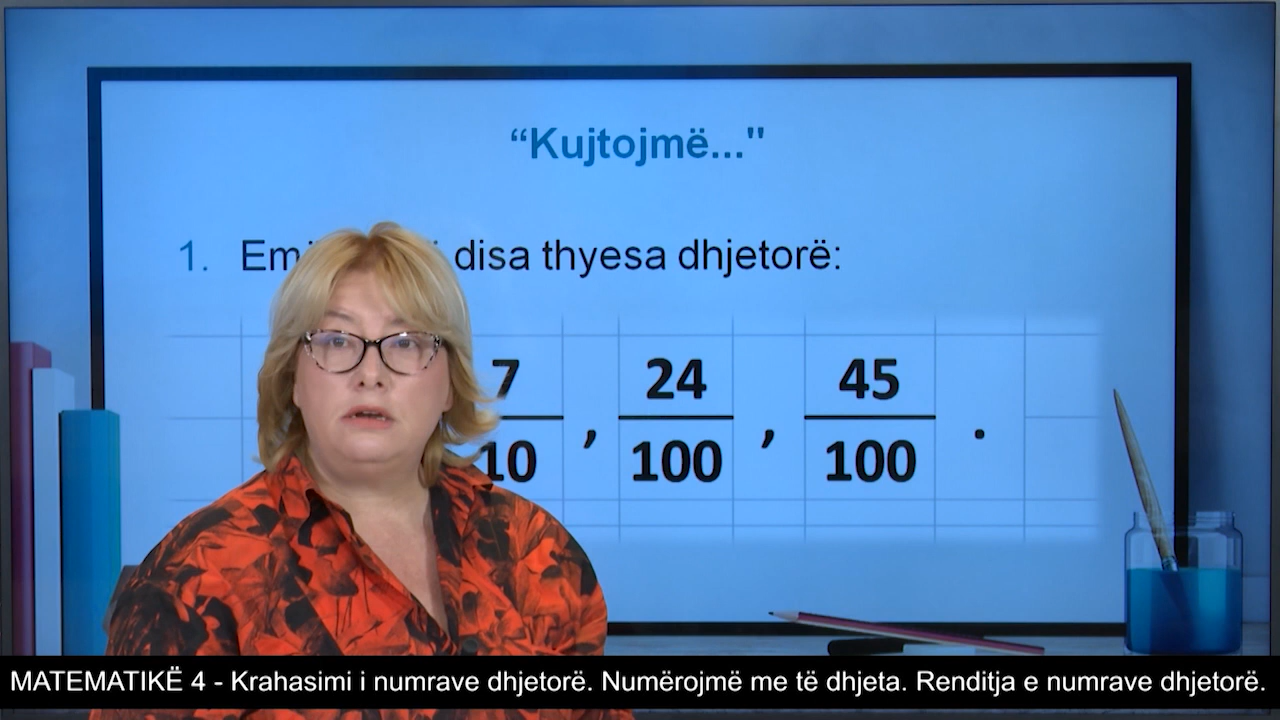 “Kujtojmë..."
1. disa thyesa dhjetorë:
7 24 45
10 , 100 , 100 .
MATEMATIKË 4 - Krahasimi i numrave dhjetorë. Numërojmë me të dhjeta. Renditja e numrave dhjetorë.